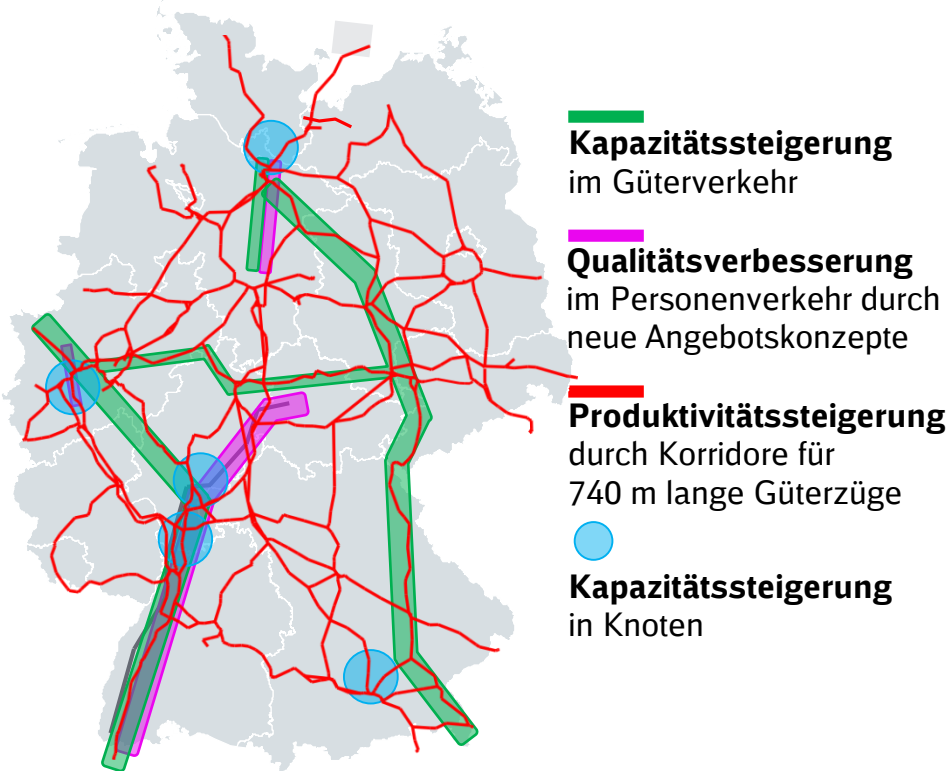 Kapazitätssteigerung
im Güterverkehr
Qualitätsverbesserung
im Personenverkehr durch
neue Angebotskonzepte
Produktivitätssteigerung
durch Korridore für
740 m lange Güterzüge
Kapazitätssteigerung
in Knoten